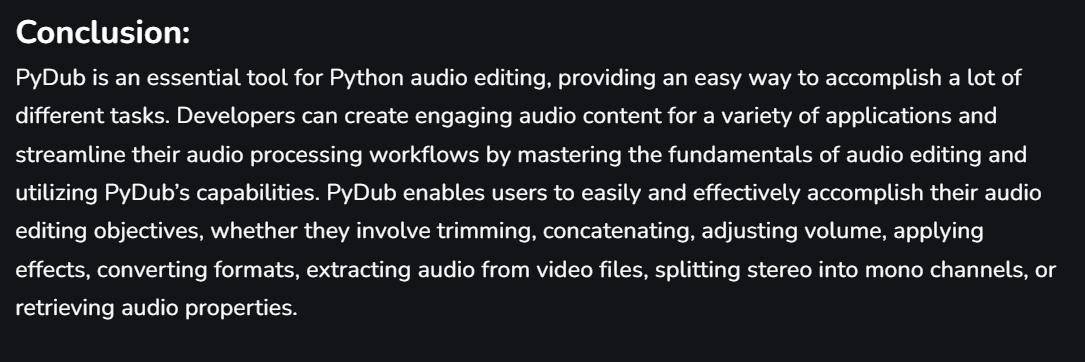 Conclusion:
PyDub is an essential tool for Python audio editing, providing an easy way to accomplish a lot of
different tasks. Developers can create engaging audio content for a variety of applications and
streamline their audio processing workflows by mastering the fundamentals of audio editing and
utilizing PyDub’s capabilities. PyDub enables users to easily and effectively accomplish their audio
editing objectives, whether they involve trimming, concatenating, adjusting volume, applying
effects, converting formats, extracting audio from video files, splitting stereo into mono channels, or
retrieving audio properties.